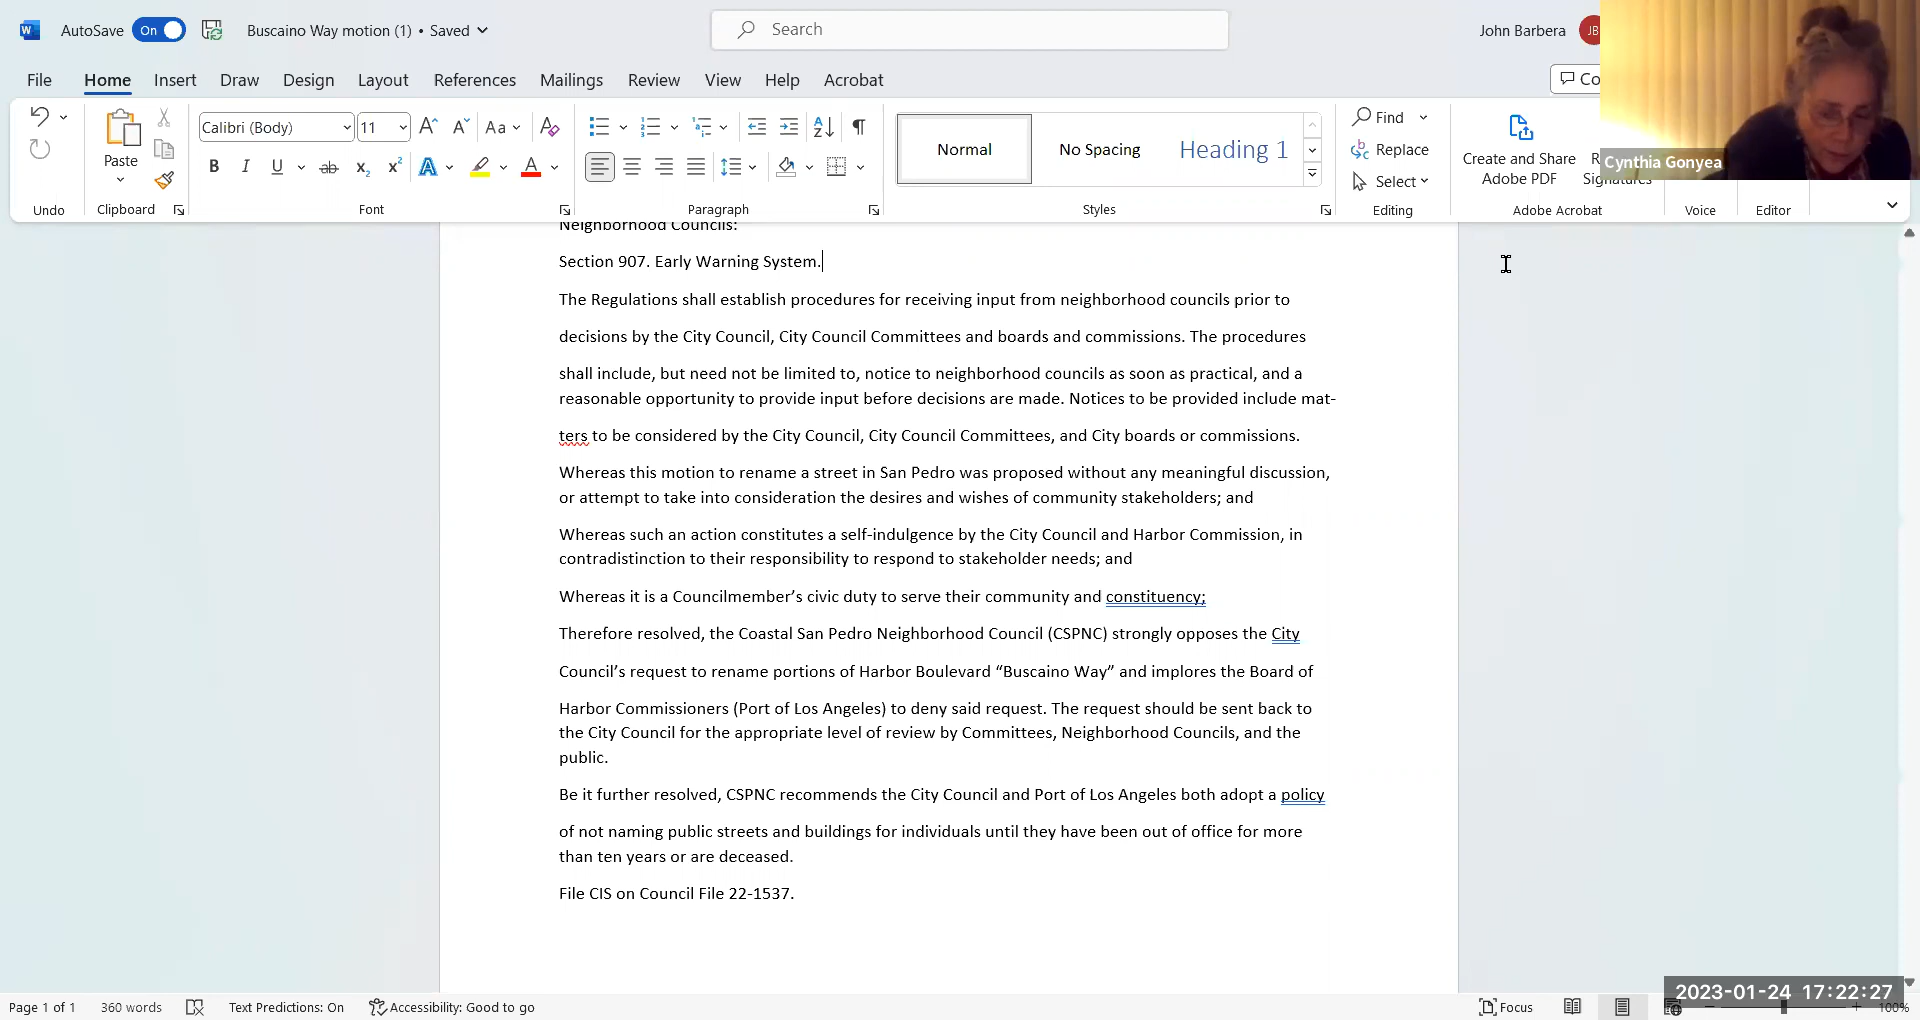 AutoSave On Buscaino Way motion (1) • Saved Search John Barbera JB
File Home Insert Draw Design Layout References Mailings Review View Help Acrobat Co
Calibri (Body) 11 Aa Normal No Spacing Heading 1 Find
Paste Replace Create and Share
B I U ab x₂ x² A A Select Adobe PDF
Cynthia Gonyea
Undo Clipboard Font Paragraph Styles Editing Adobe Acrobat Voice Editor
Neighborhood Councils:
Section 907. Early Warning System.
The Regulations shall establish procedures for receiving input from neighborhood councils prior to
decisions by the City Council, City Council Committees and boards and commissions. The procedures
shall include, but need not be limited to, notice to neighborhood councils as soon as practical, and a
reasonable opportunity to provide input before decisions are made. Notices to be provided include mat-
ters to be considered by the City Council, City Council Committees, and City boards or commissions.
Whereas this motion to rename a street in San Pedro was proposed without any meaningful discussion,
or attempt to take into consideration the desires and wishes of community stakeholders; and
Whereas such an action constitutes a self-indulgence by the City Council and Harbor Commission, in
contradistinction to their responsibility to respond to stakeholder needs; and
Whereas it is a Councilmember’s civic duty to serve their community and constituency;
Therefore resolved, the Coastal San Pedro Neighborhood Council (CSPNC) strongly opposes the City
Council’s request to rename portions of Harbor Boulevard “Buscaino Way” and implores the Board of
Harbor Commissioners (Port of Los Angeles) to deny said request. The request should be sent back to
the City Council for the appropriate level of review by Committees, Neighborhood Councils, and the
public.
Be it further resolved, CSPNC recommends the City Council and Port of Los Angeles both adopt a policy
of not naming public streets and buildings for individuals until they have been out of office for more
than ten years or are deceased.
File CIS on Council File 22-1537.
2023-01-24 17:22:27
Page 1 of 1 360 words Text Predictions: On Accessibility: Good to go Focus 100%